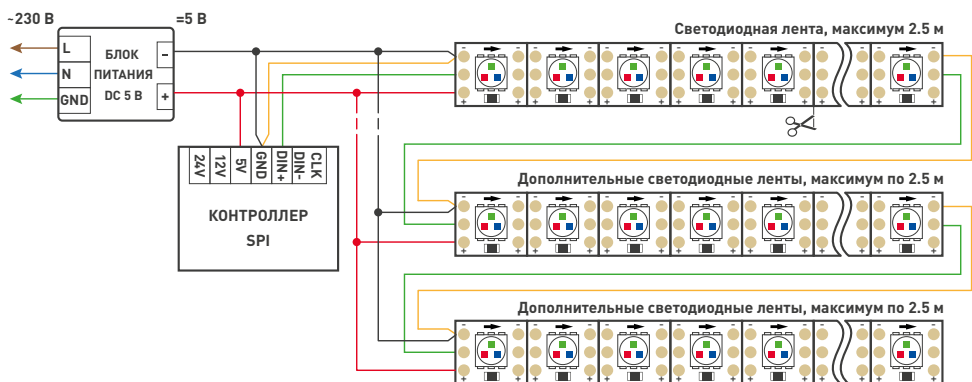 ~230 В
=5 В
L
N
GND
БЛОК
ПИТАНИЯ
DC 5 В
–
+
Светодиодная лента, максимум 2.5 м
24V
12V
5V
GND
DIN+
DIN-
CLK
КОНТРОЛЛЕР
SPI
Дополнительные светодиодные ленты, максимум по 2.5 м
Дополнительные светодиодные ленты, максимум по 2.5 м